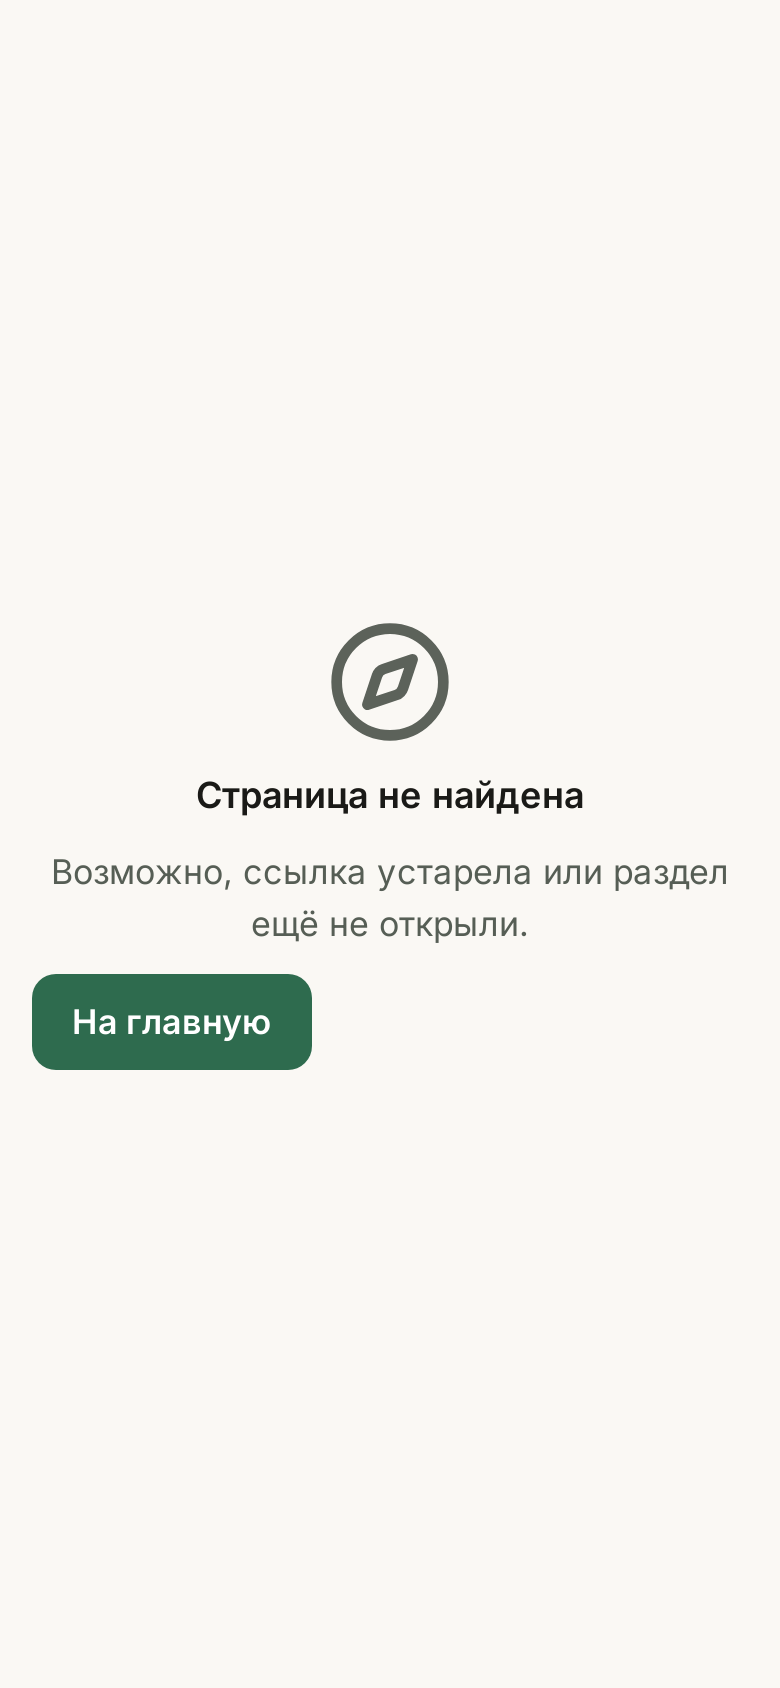 Страница не найдена
Возможно, ссылка устарела или раздел
ещё не открыли.
На главную